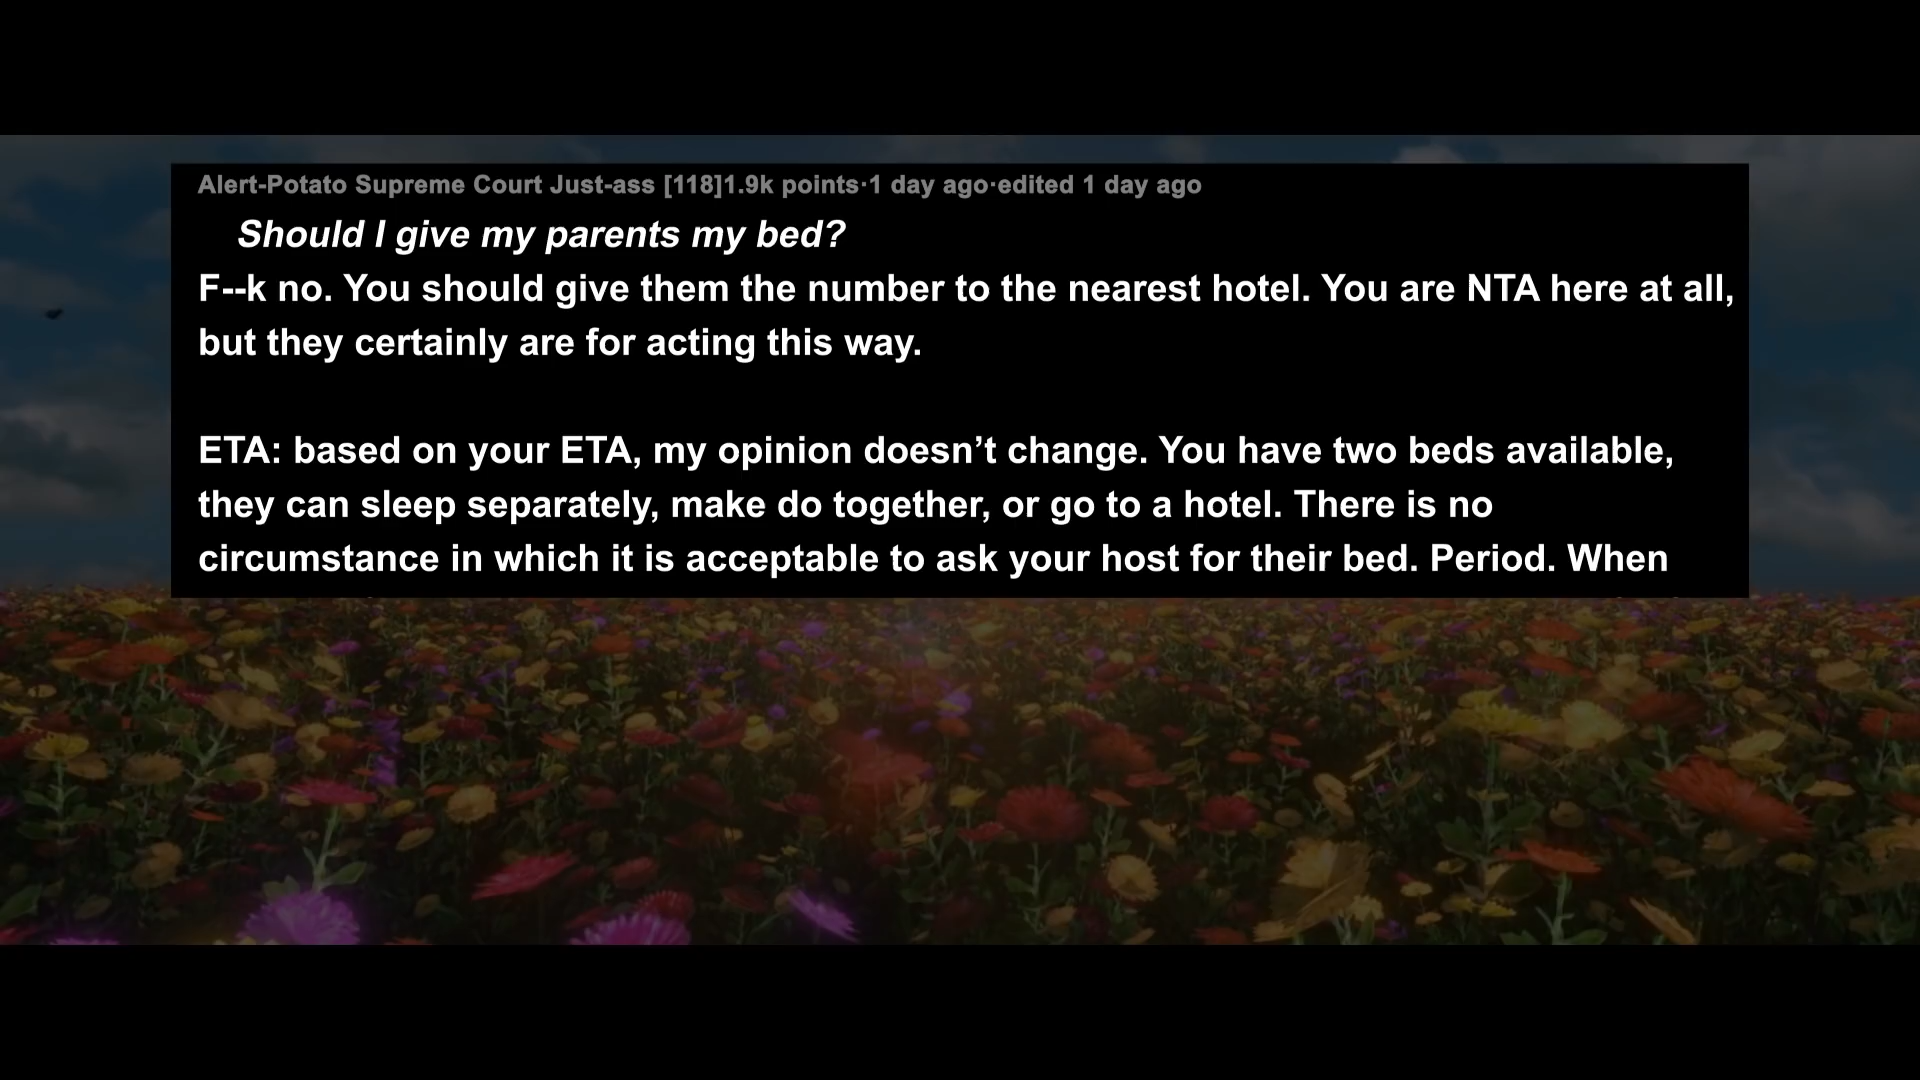 Alert-Potato Supreme Court Just-ass [118]1.9k points·1 day ago·edited 1 day ago
Should I give my parents my bed?
F--k no. You should give them the number to the nearest hotel. You are NTA here at all,
but they certainly are for acting this way.
ETA: based on your ETA, my opinion doesn’t change. You have two beds available,
they can sleep separately, make do together, or go to a hotel. There is no
circumstance in which it is acceptable to ask your host for their bed. Period. When